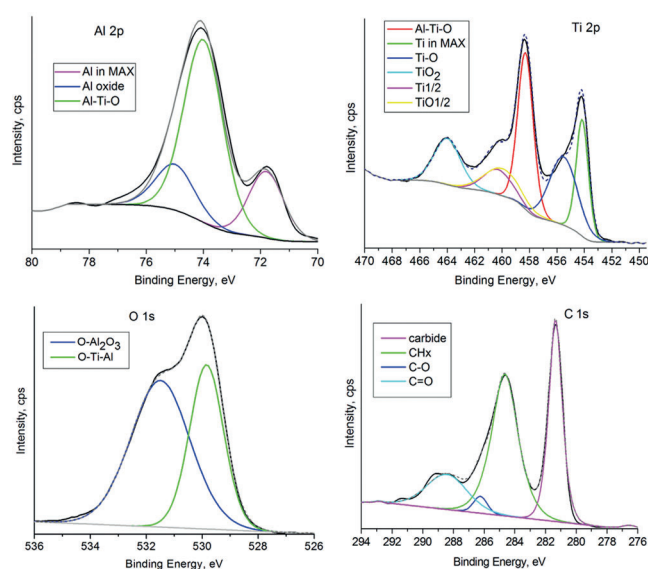 Al 2p
Al in MAX
Al oxide
Al-Ti-O
Intensity, cps
80 78 76 74 72 70
Binding Energy, eV
Ti 2p
Al-Ti-O
Ti in MAX
Ti-O
TiO2
Ti1/2
TiO1/2
Intensity, cps
470 468 466 464 462 460 458 456 454 452 450
Binding Energy, eV
O 1s
O-Al2O3
O-Ti-Al
Intensity, cps
536 534 532 530 528 526
Binding Energy, eV
C 1s
carbide
CHx
C-O
C=O
Intensity, cps
294 292 290 288 286 284 282 280 278 276
Binding Energy, eV